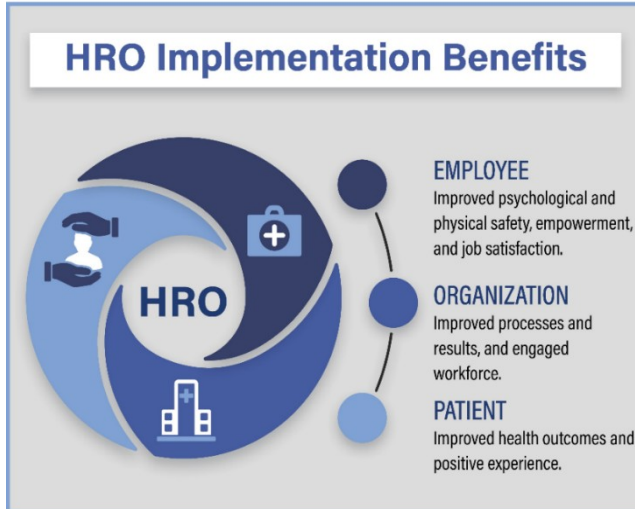 HRO Implementation Benefits
HRO
EMPLOYEE
Improved psychological and
physical safety, empowerment,
and job satisfaction.
ORGANIZATION
Improved processes and
results, and engaged
workforce.
PATIENT
Improved health outcomes and
positive experience.